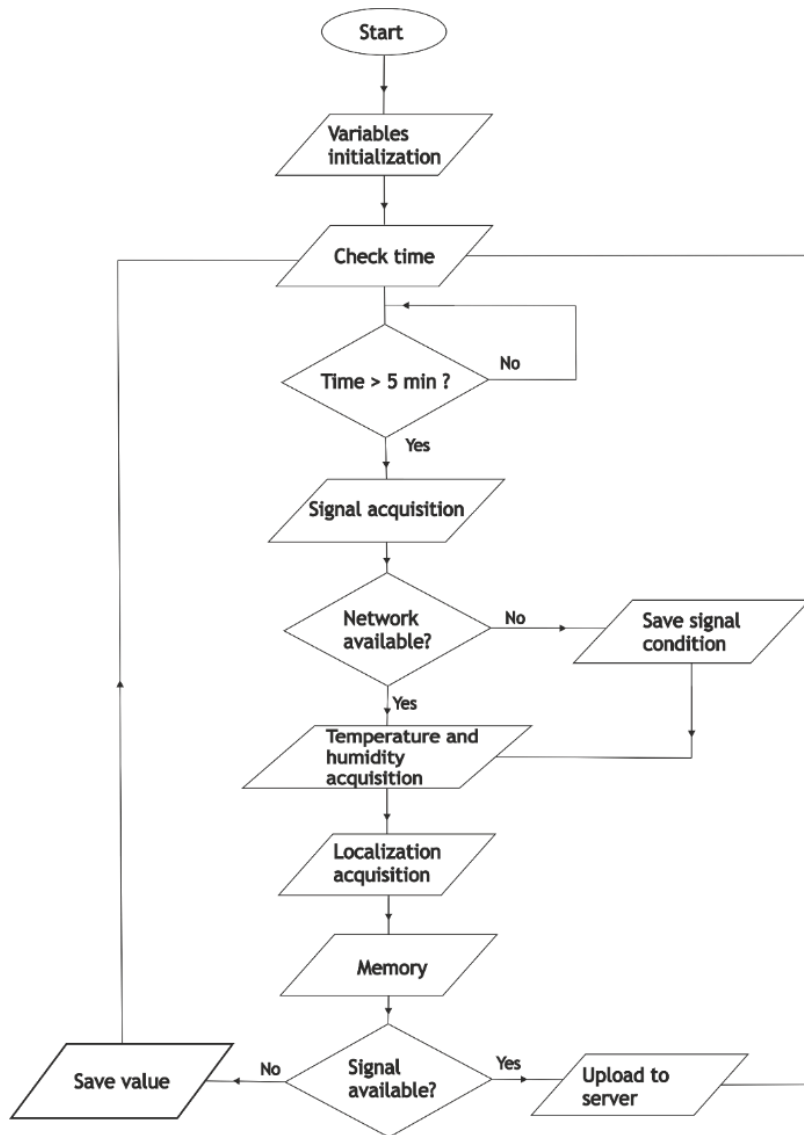 Start
Variables
initialization
Check time
No
Time > 5 min ?
Yes
Signal acquisition
Network
available?
No
Save signal
condition
Yes
Temperature and
humidity
acquisition
Localization
acquisition
Memory
Save value
No
Signal
available?
Yes
Upload to
server